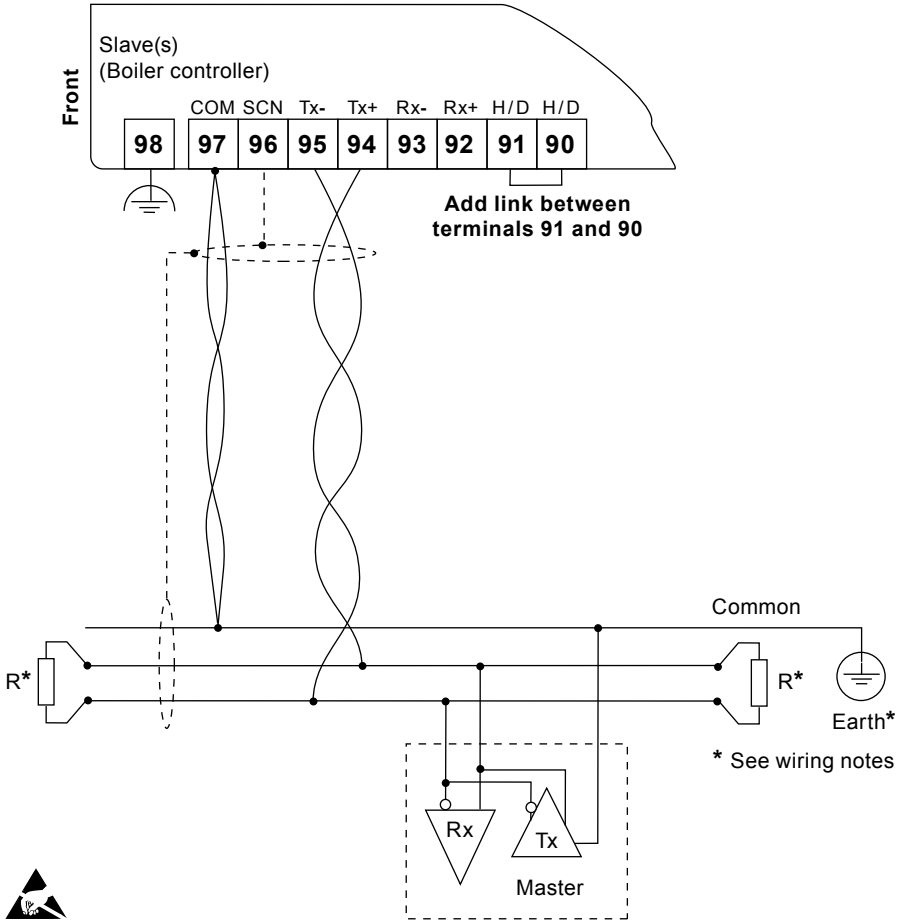 Slave(s)
(Boiler controller)
Front
COM SCN Tx- Tx+ Rx- Rx+ H/D H/D
98 97 96 95 94 93 92 91 90
Add link between
terminals 91 and 90
Common
R*
R*
Earth*
* See wiring notes
Rx
Tx
Master